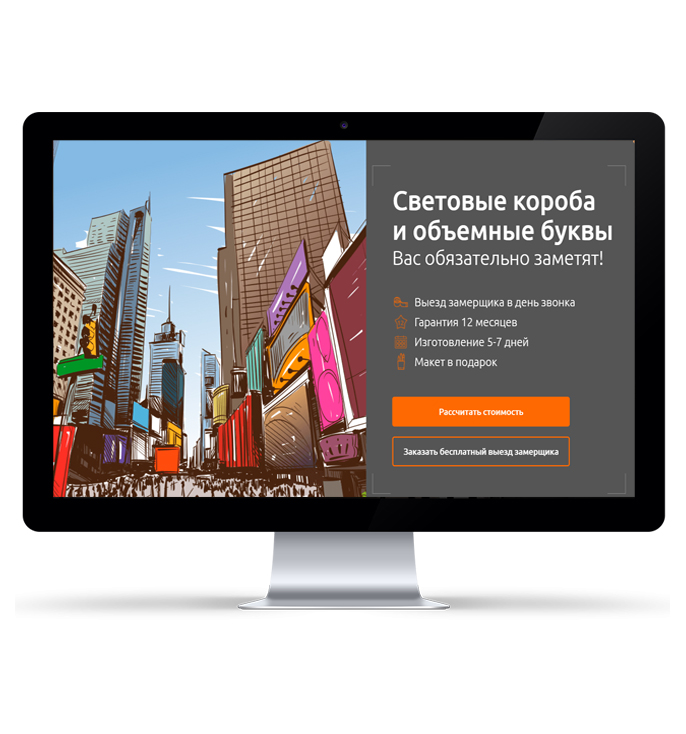 Световые короба
и объемные буквы
Вас обязательно заметят!
Выезд замерщика в день звонка
Гарантия 12 месяцев
Изготовление 5-7 дней
Макет в подарок
Рассчитать стоимость
Заказать бесплатный выезд замерщика